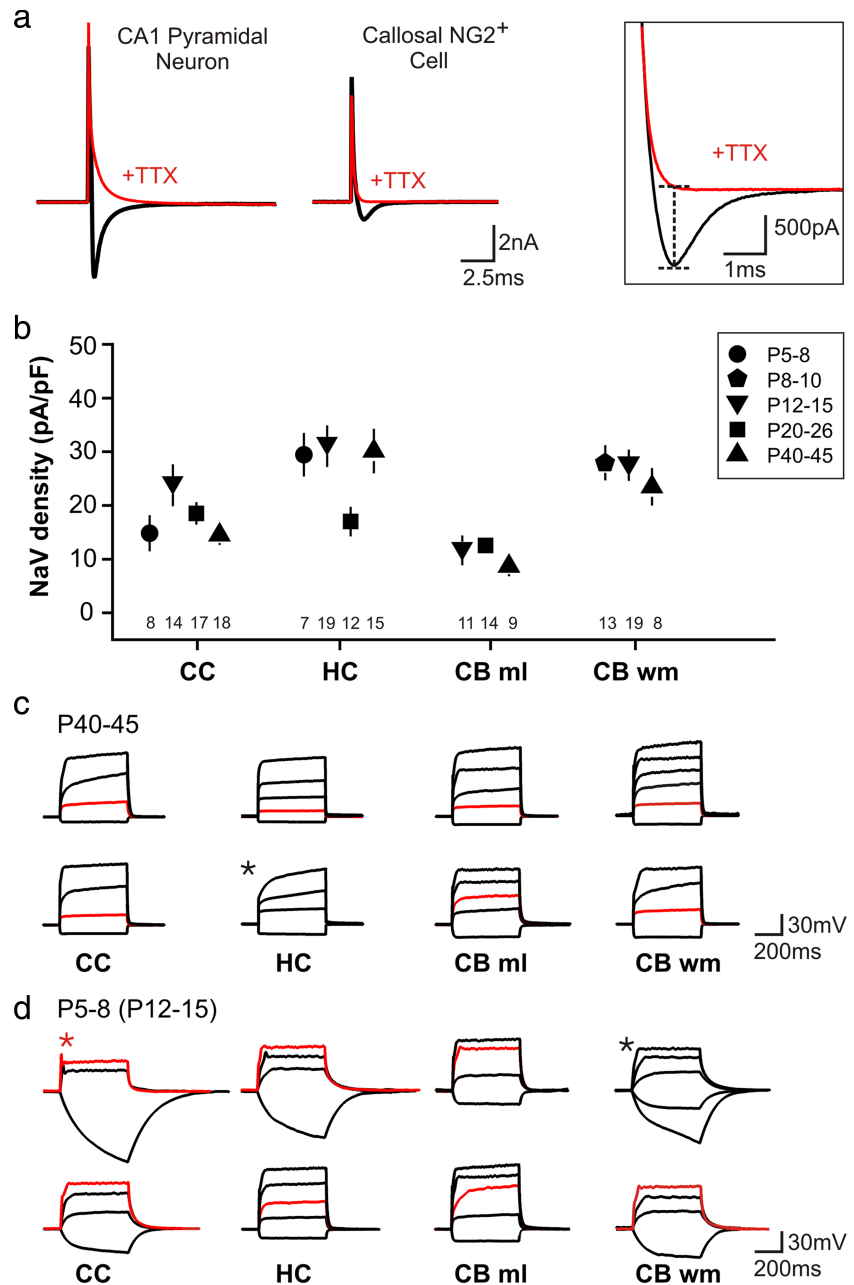 a
CA1 Pyramidal
Neuron
Callosal NG2+
Cell
+TTX
+TTX
+TTX
2nA
2.5ms
500pA
1ms
b
NaV density (pA/pF)
50
40
30
20
10
0
P5-8
P8-10
P12-15
P20-26
P40-45
8 14 17 18
7 19 12 15
11 14 9
13 19 8
CC
HC
CB ml
CB wm
c
P40-45
*
CC
HC
CB ml
CB wm
30mV
200ms
d
P5-8 (P12-15)
*
*
CC
HC
CB ml
CB wm
30mV
200ms